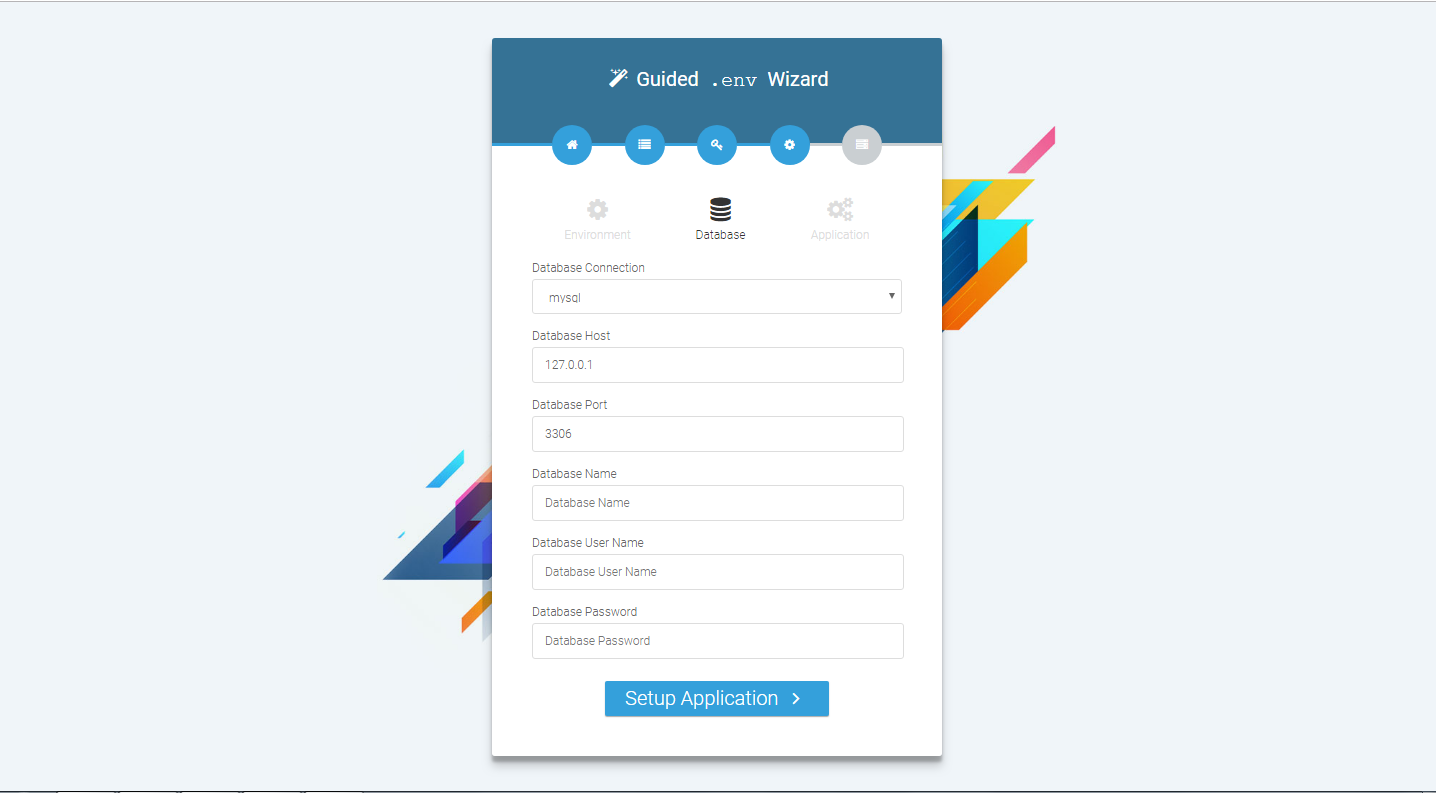 Guided .env Wizard
Environment Database Application
Database Connection
mysql
Database Host
127.0.0.1
Database Port
3306
Database Name
Database Name
Database User Name
Database User Name
Database Password
Database Password
Setup Application